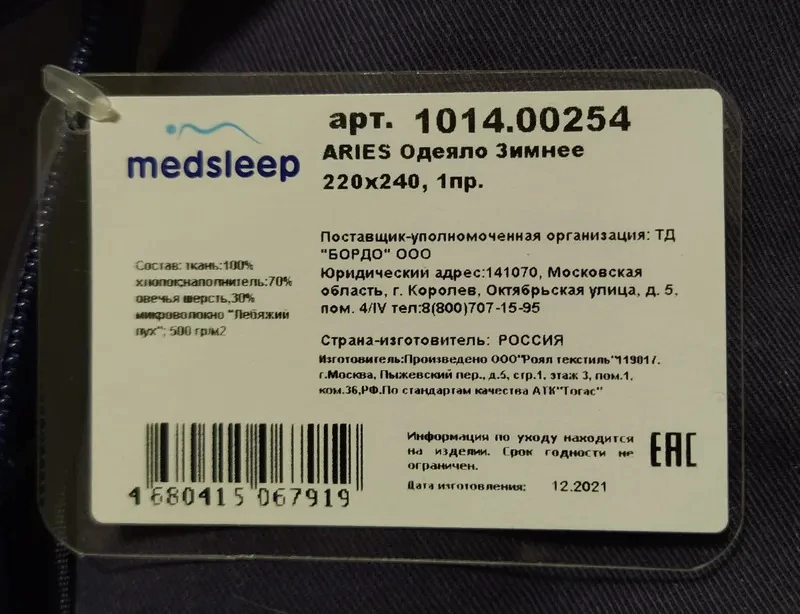 medsleep
арт. 1014.00254
ARIES Одеяло Зимнее
220x240, 1пр.
Состав: ткань:100%
хлопок;наполнитель:70%
овечья шерсть,30%
микроволокно "Лебяжий
пух"; 500 гр/м2
Поставщик-уполномоченная организация: ТД
"БОРДО" ООО
Юридический адрес:141070, Московская
область, г. Королев, Октябрьская улица, д. 5,
пом. 4/IV тел:8(800)707-15-95
Страна-изготовитель: РОССИЯ
Изготовитель:Произведено ООО"Роял текстиль"119017,
г.Москва, Пыжевский пер., д.5, стр.1, этаж 3, пом.1,
ком.36,РФ.По стандартам качества АТК"Тогас"
4 680415 067919
Информация по уходу находится
на изделии. Срок годности не
ограничен.
Дата изготовления: 12.2021
EAC